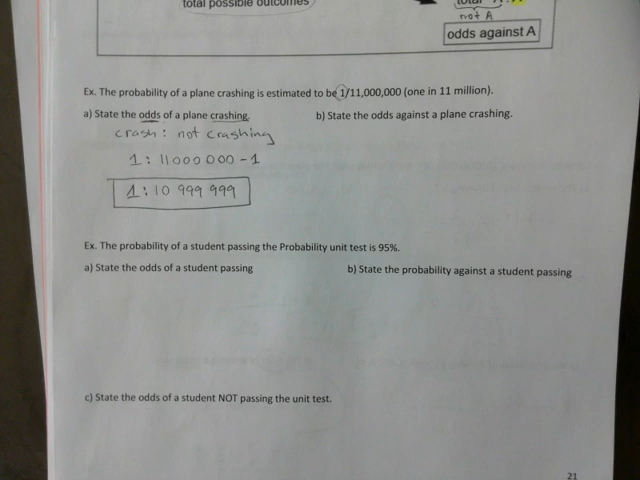 total possible outcomes
total A
not A
odds against A
Ex. The probability of a plane crashing is estimated to be 1/11,000,000 (one in 11 million).
a) State the odds of a plane crashing. b) State the odds against a plane crashing.
crash : not crashing
1 : 11000 000 - 1
1 : 10 999 999
Ex. The probability of a student passing the Probability unit test is 95%.
a) State the odds of a student passing b) State the probability against a student passing
c) State the odds of a student NOT passing the unit test.
21